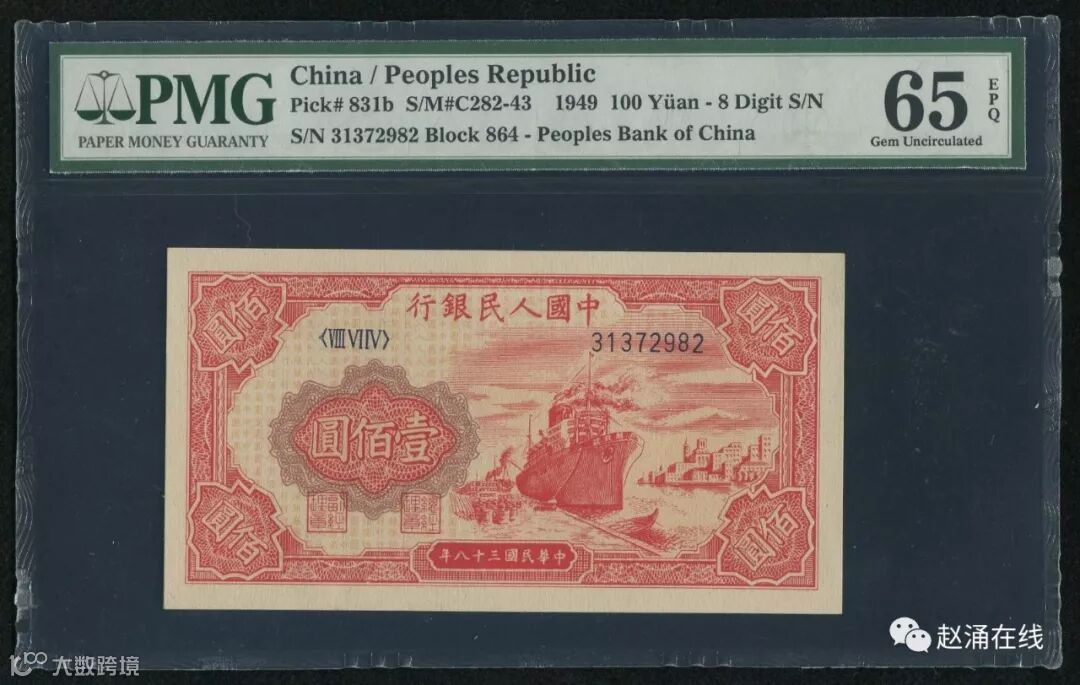 PMG
PAPER MONEY GUARANTY
China / Peoples Republic
Pick# 831b S/M#C282-43 1949 100 Yüan - 8 Digit S/N
S/N 31372982 Block 864 - Peoples Bank of China
65
EPQ
Gem Uncirculated
佰圓
中國人民銀行
佰圓
〈VIII VI IV〉
31372982
壹佰圓
佰圓
中華民國三十八年
佰圓
赵涌在线
大数跨境